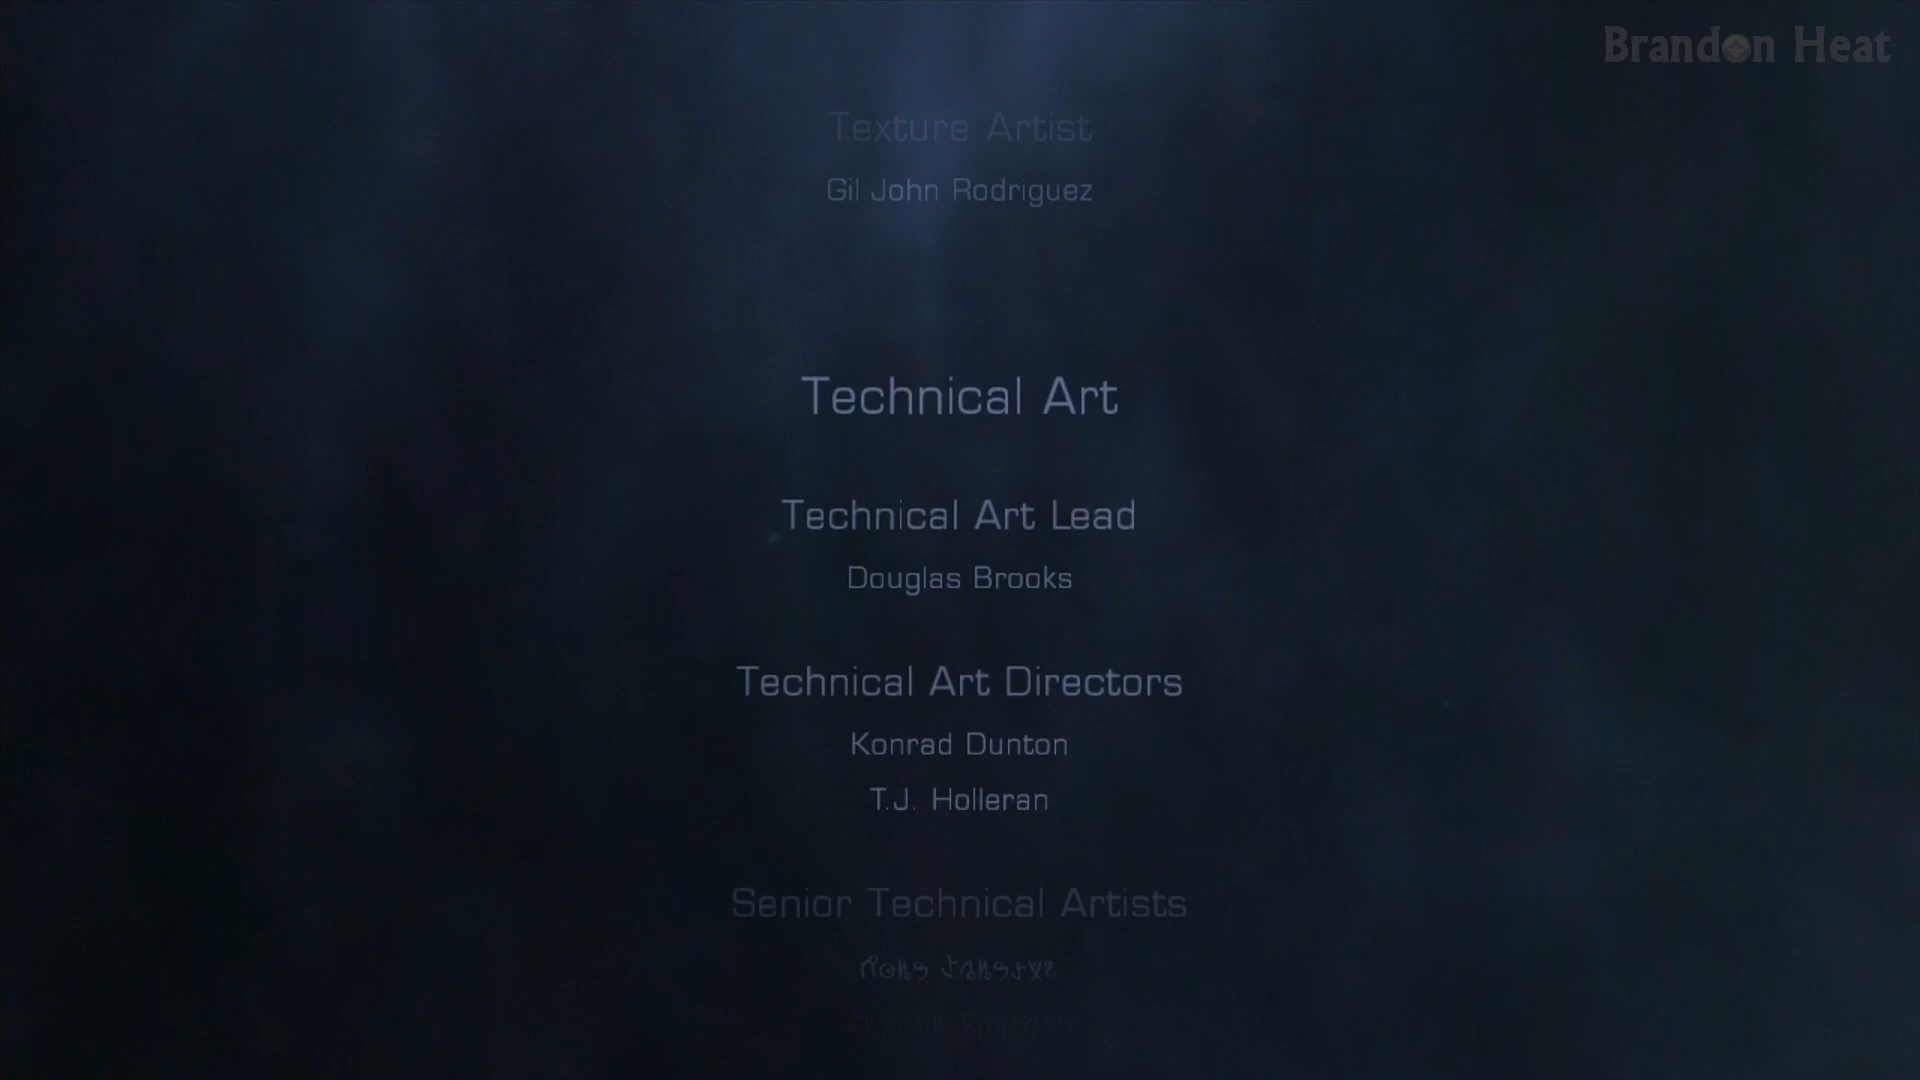 Brandon Heat
Texture Artist
Gil John Rodriguez
Technical Art
Technical Art Lead
Douglas Brooks
Technical Art Directors
Konrad Dunton
T.J. Holleran
Senior Technical Artists